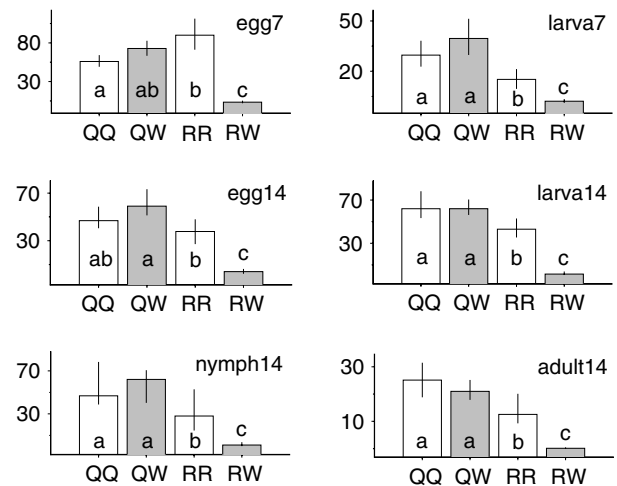 egg7
80
30
a ab b c
QQ QW RR RW
larva7
50
20
a a b c
QQ QW RR RW
egg14
70
30
ab a b c
QQ QW RR RW
larva14
70
30
a a b c
QQ QW RR RW
nymph14
70
30
a a b c
QQ QW RR RW
adult14
30
10
a a b c
QQ QW RR RW